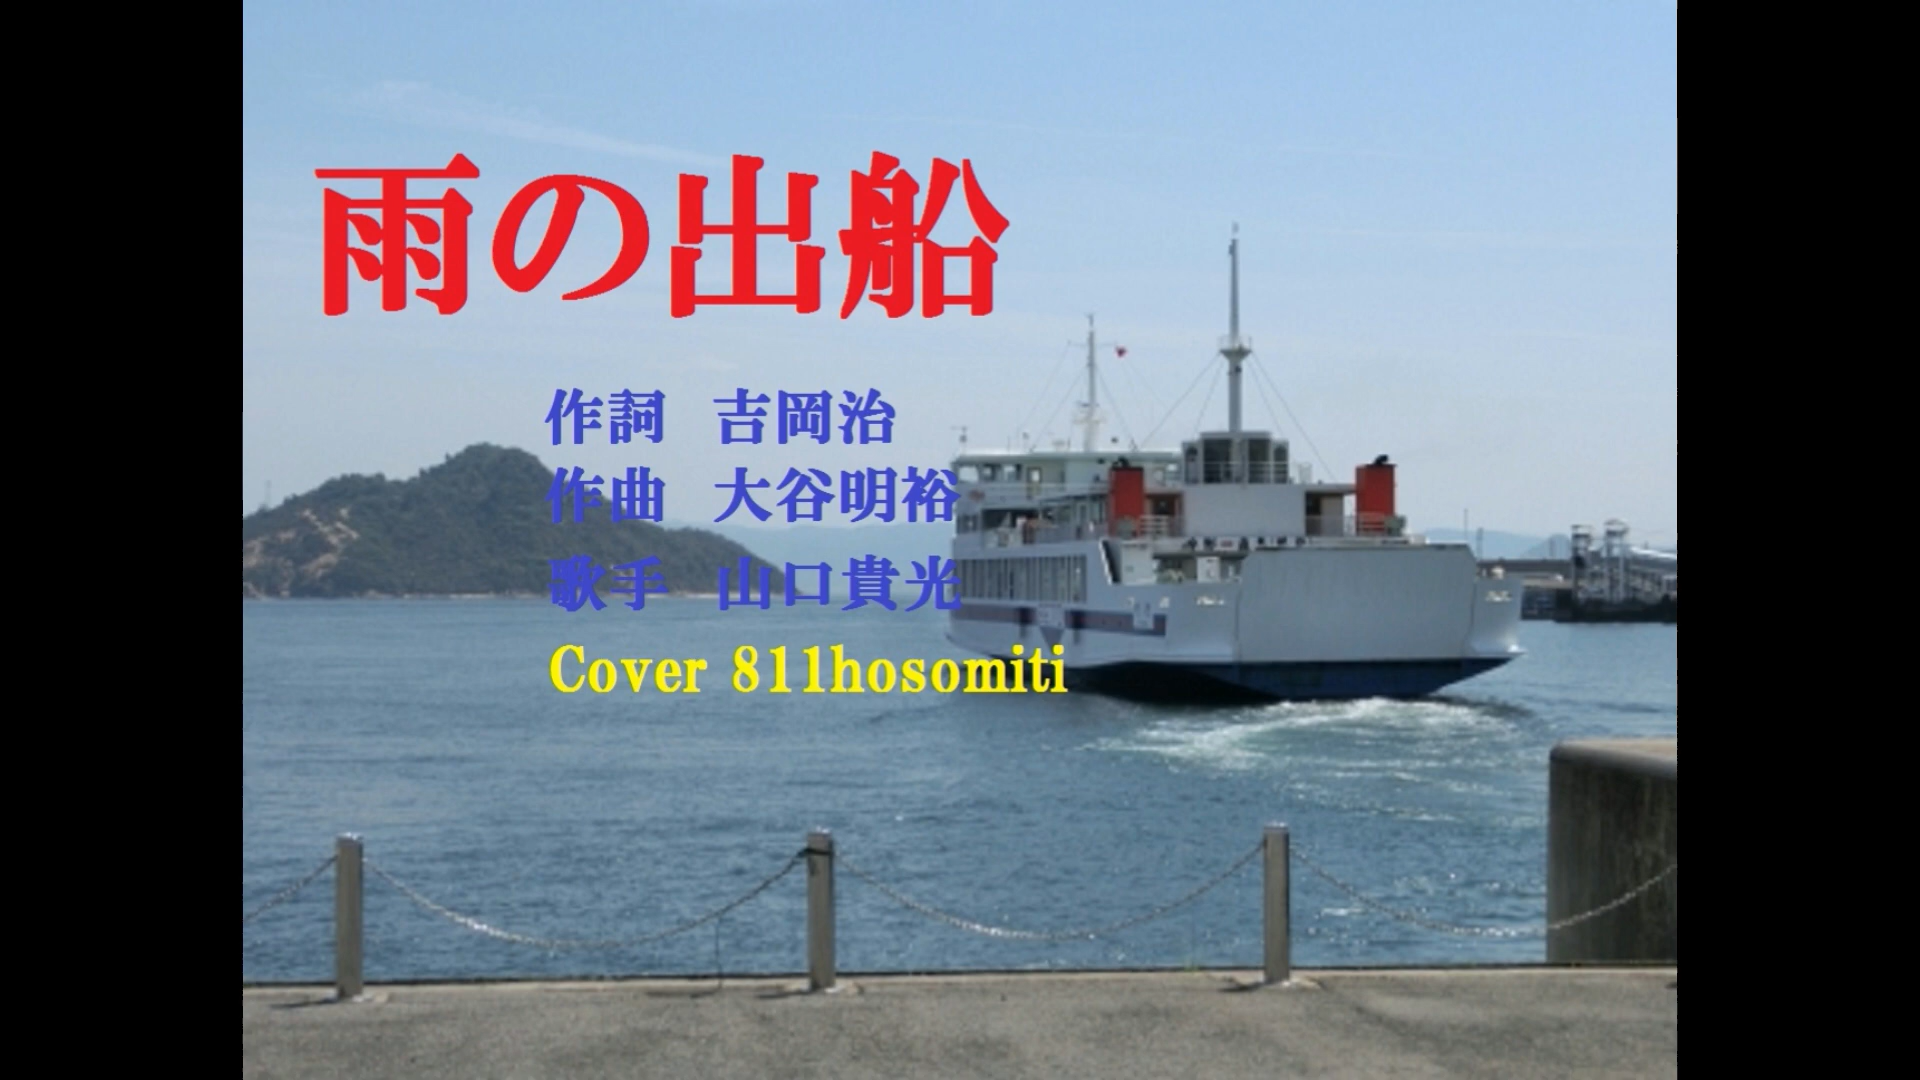 雨の出船
作詞 吉岡治
作曲 大谷明裕
歌手 山口貴光
Cover 811hosomiti